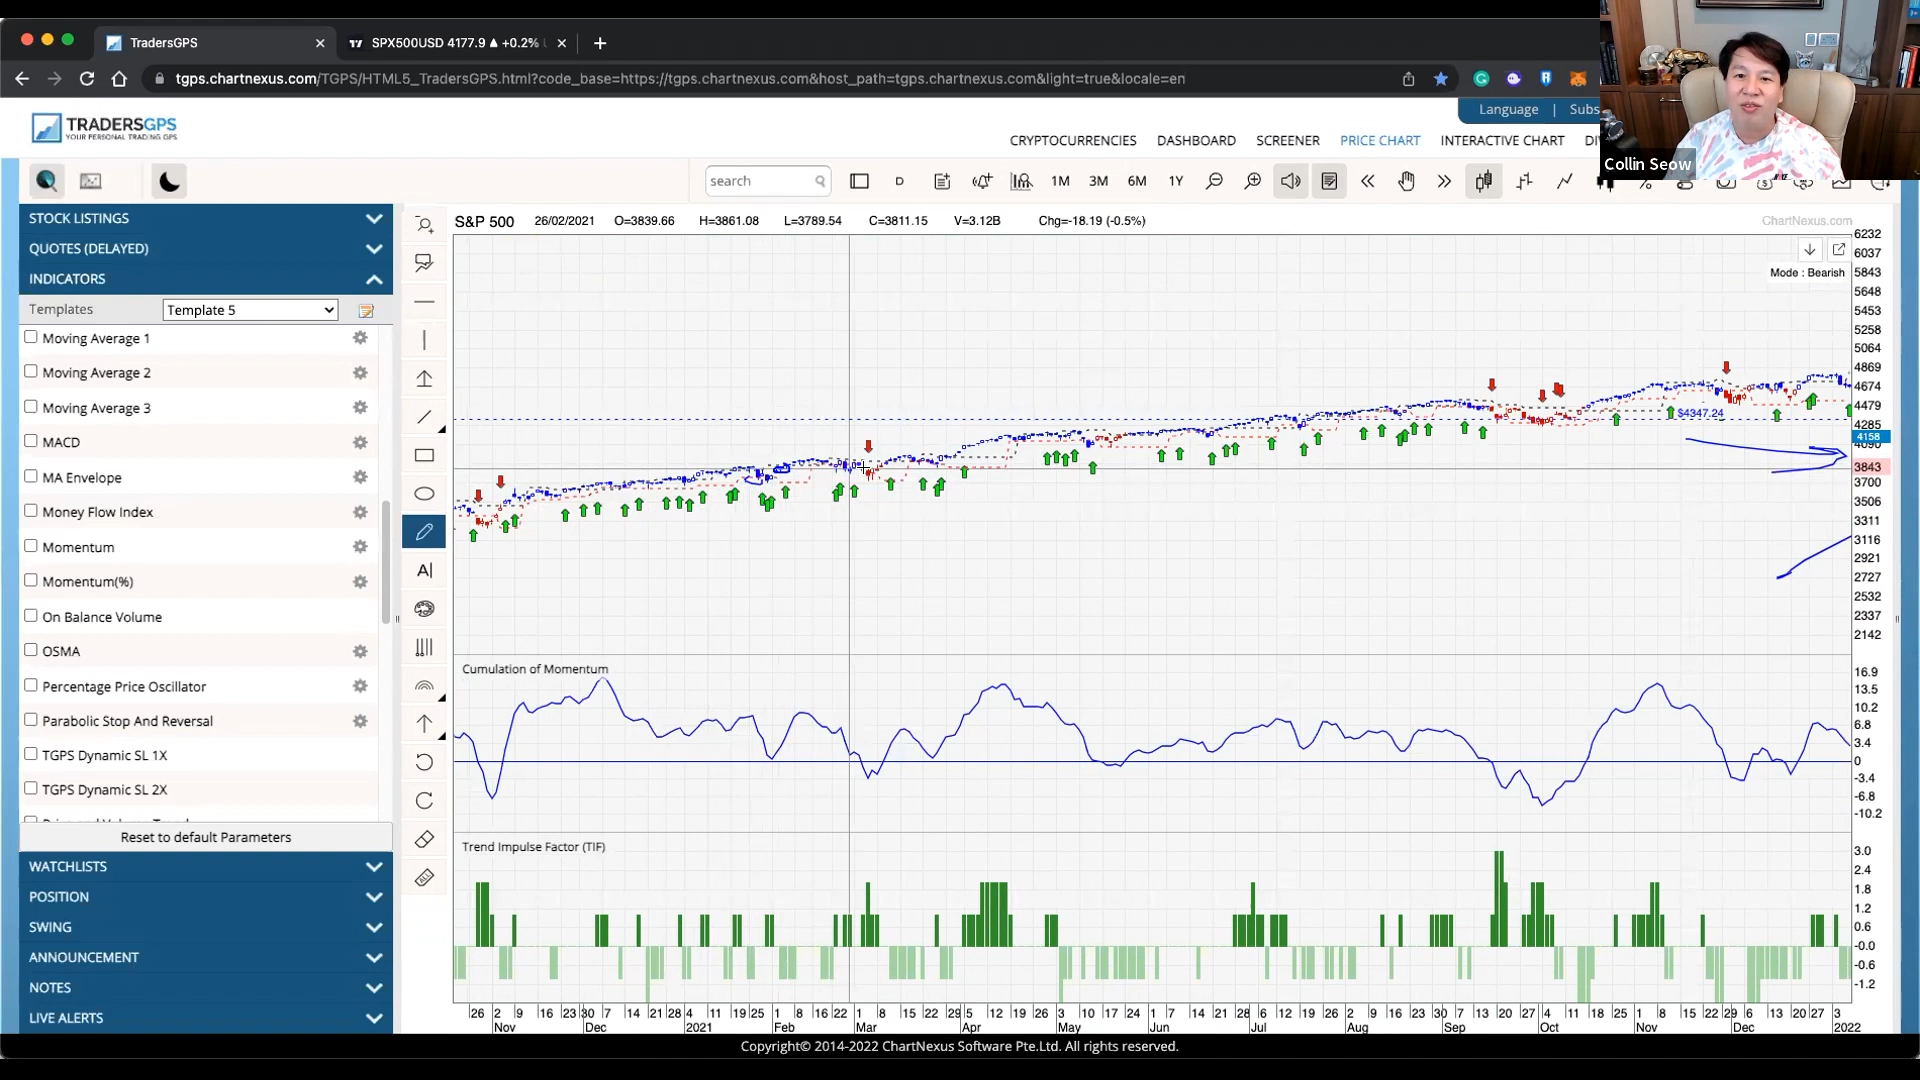 TradersGPS
SPX500USD 4177.9 ▲ +0.2%
tgps.chartnexus.com/TGPS/HTML5_TradersGPS.html?code_base=https://tgps.chartnexus.com&host_path=tgps.chartnexus.com&light=true&locale=en
Language | Subs
TRADERSGPS
YOUR PERSONAL TRADING GPS
CRYPTOCURRENCIES DASHBOARD SCREENER PRICE CHART INTERACTIVE CHART
Collin Seow
search D 1M 3M 6M 1Y
STOCK LISTINGS
QUOTES (DELAYED)
INDICATORS
Templates Template 5
Moving Average 1
Moving Average 2
Moving Average 3
MACD
MA Envelope
Money Flow Index
Momentum
Momentum(%)
On Balance Volume
OSMA
Percentage Price Oscillator
Parabolic Stop And Reversal
TGPS Dynamic SL 1X
TGPS Dynamic SL 2X
Reset to default Parameters
WATCHLISTS
POSITION
SWING
ANNOUNCEMENT
NOTES
LIVE ALERTS
S&P 500 26/02/2021 O=3839.66 H=3861.08 L=3789.54 C=3811.15 V=3.12B Chg=-18.19 (-0.5%)
ChartNexus.com
Mode : Bearish
$4347.24
6232
6037
5843
5648
5453
5258
5064
4869
4674
4479
4285
4158
4090
3843
3700
3506
3311
3116
2921
2727
2532
2337
2142
Cumulation of Momentum
16.9
13.5
10.2
6.8
3.4
0
-3.4
-6.8
-10.2
Trend Impulse Factor (TIF)
3.0
2.4
1.8
1.2
0.6
-0.0
-0.6
-1.2
26 2 9 16 23 30 7 14 21 28 4 11 19 25 1 8 16 22 1 8 15 22 29 5 12 19 26 3 10 17 24 1 7 14 21 28 6 12 19 26 2 9 16 23 30 7 13 20 27 4 11 18 25 1 8 15 22 29 6 13 20 27 3
Nov Dec 2021 Feb Mar Apr May Jun Jul Aug Sep Oct Nov Dec 2022
Copyright© 2014-2022 ChartNexus Software Pte.Ltd. All rights reserved.